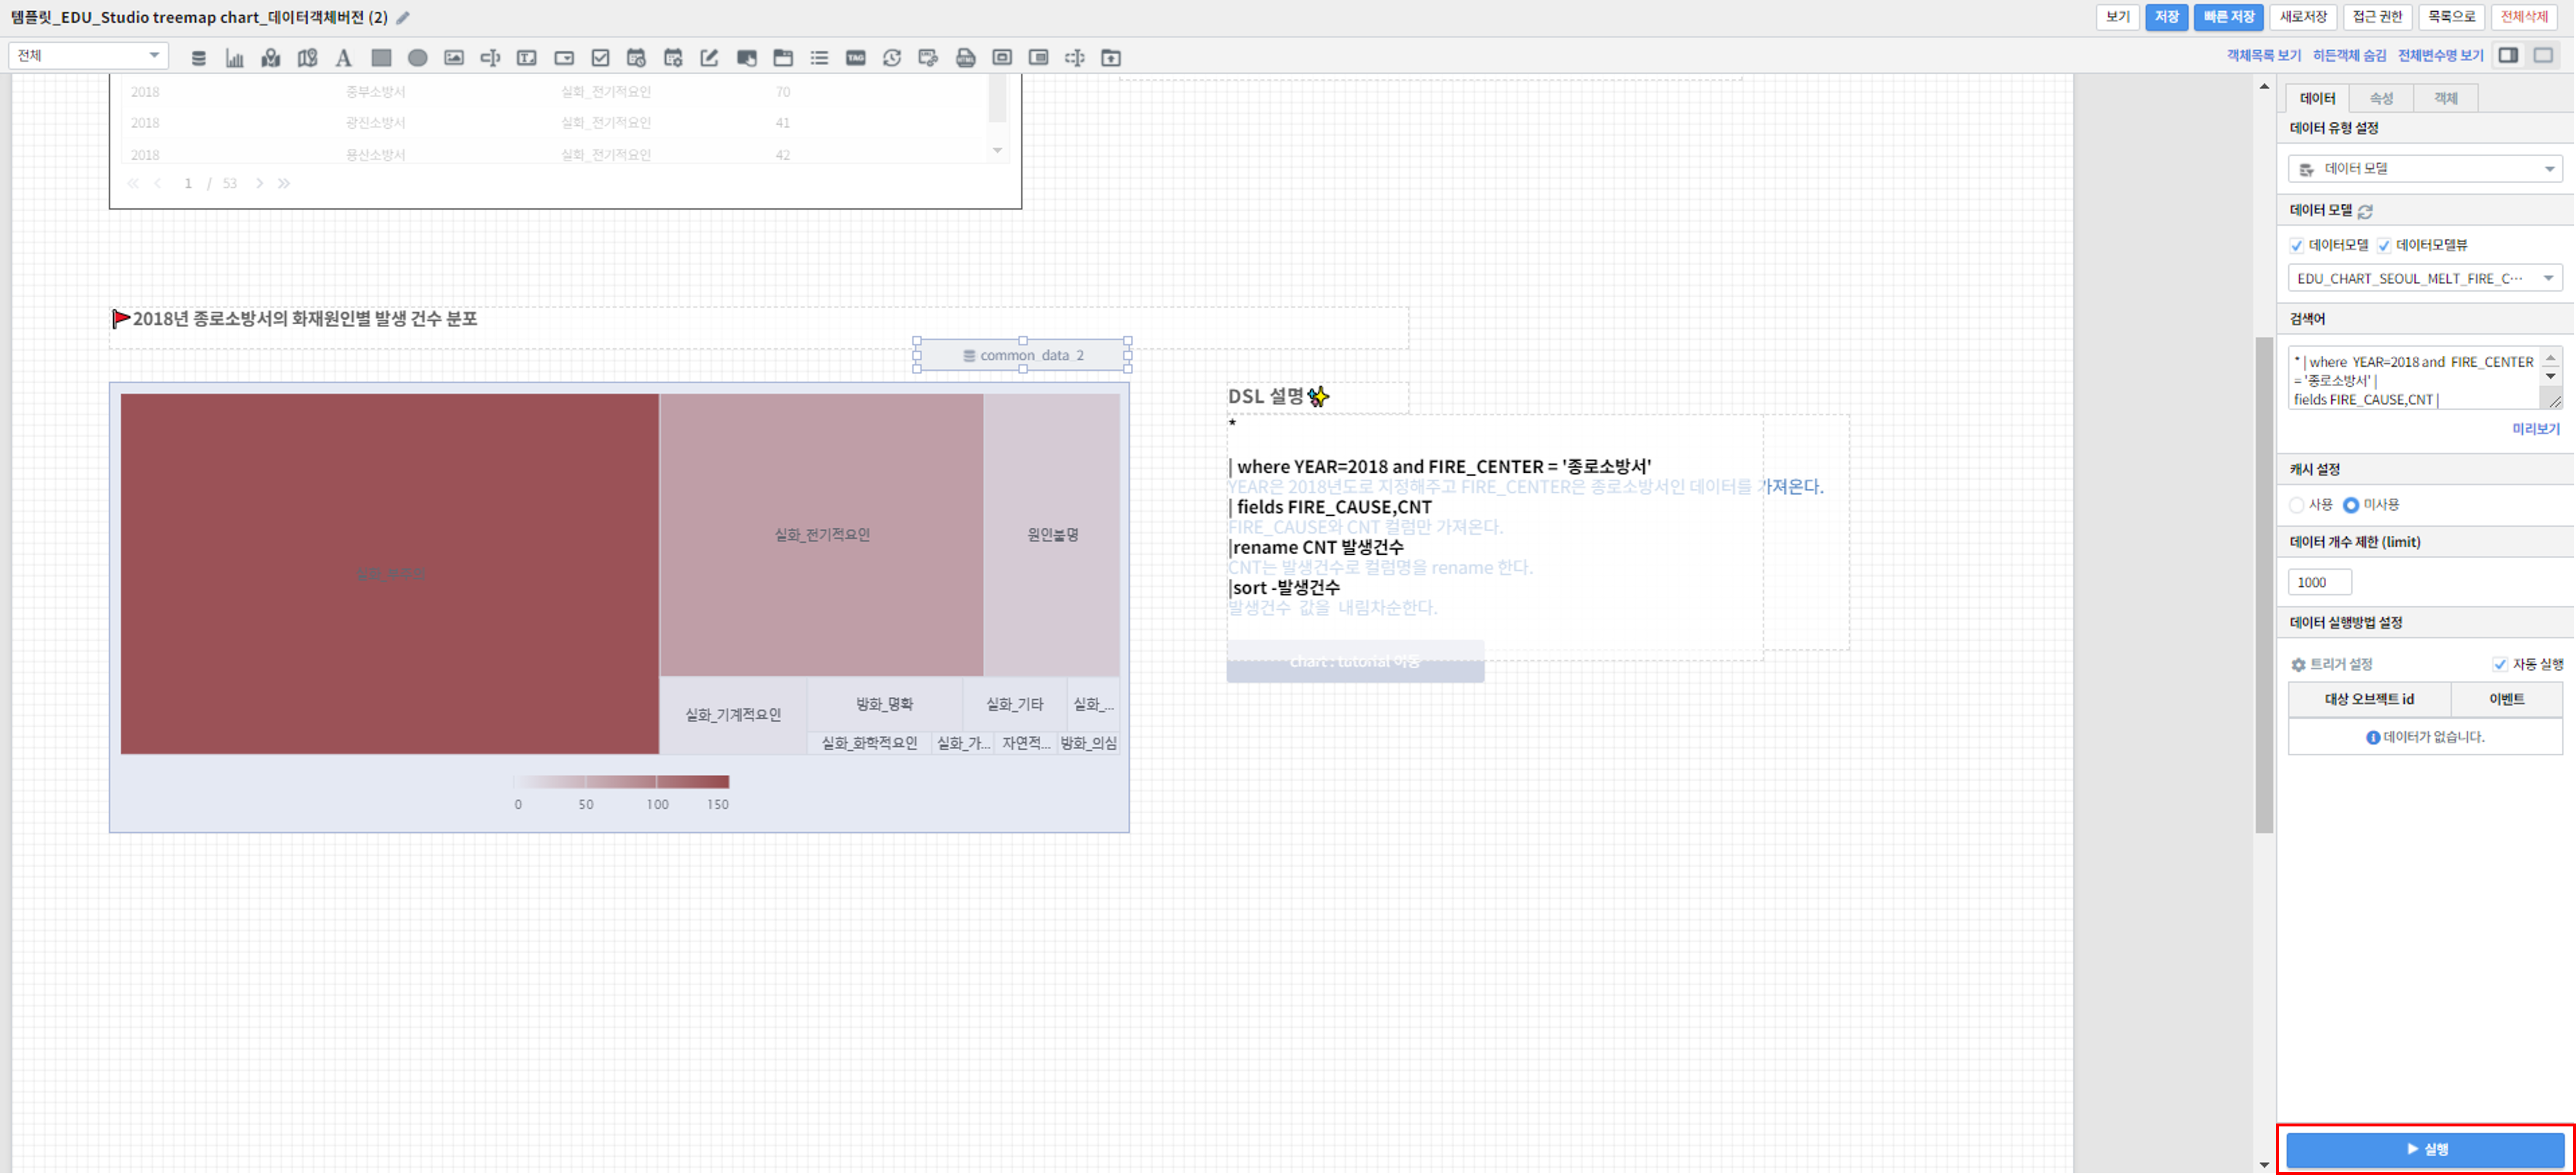 템플릿_EDU_Studio treemap chart_데이터객체버전 (2)
보기 저장 빠른 저장 새로저장 접근 권한 목록으로 전체삭제
전체
객체목록 보기 히든객체 숨김 전체변수명 보기
2018 중부소방서 실화_전기적요인 70
2018 광진소방서 실화_전기적요인 41
2018 용산소방서 실화_전기적요인 42
« ‹ 1 / 53 › »
2018년 종로소방서의 화재원인별 발생 건수 분포
common_data_2
실화_전기적요인
원인불명
실화_기계적요인
방화_명확
실화_기타
실화_...
실화_화학적요인
실화_가...
자연적...
방화_의심
0 50 100 150
DSL 설명
*
| where YEAR=2018 and FIRE_CENTER = '종로소방서'
YEAR은 2018년도로 지정해주고 FIRE_CENTER은 종로소방서인 데이터를 가져온다.
| fields FIRE_CAUSE,CNT
FIRE_CAUSE와 CNT 컬럼만 가져온다.
|rename CNT 발생건수
CNT는 발생건수로 컬럼명을 rename 한다.
|sort -발생건수
발생건수 값을 내림차순한다.
chart : tutorial 이동
데이터 속성 객체
데이터 유형 설정
데이터 모델
데이터 모델
데이터모델 데이터모델뷰
EDU_CHART_SEOUL_MELT_FIRE_C···
검색어
* | where YEAR=2018 and FIRE_CENTER
= '종로소방서' |
fields FIRE_CAUSE,CNT |
미리보기
캐시 설정
사용 미사용
데이터 개수 제한 (limit)
1000
데이터 실행방법 설정
트리거 설정 자동 실행
대상 오브젝트 id 이벤트
데이터가 없습니다.
실행